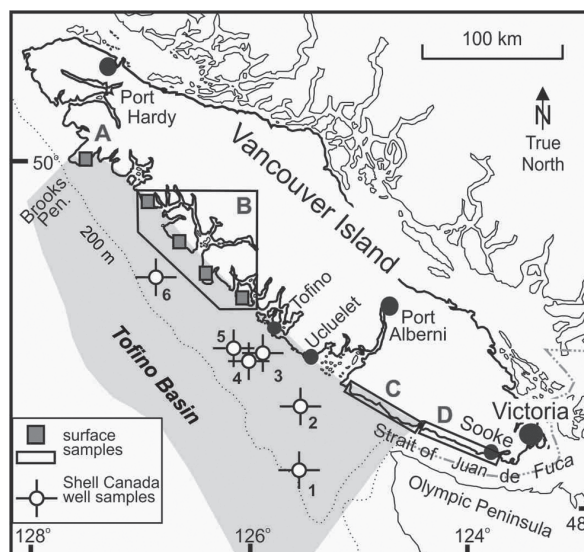 100 km
N
True
North
Port
Hardy
A
50°
Brooks
Pen.
200 m
Vancouver Island
B
6
Tofino
Ucluelet
Port
Alberni
5
4
3
Tofino Basin
C
D
2
Victoria
Sooke
Strait of Juan de Fuca
1
Olympic Peninsula
surface
samples
Shell Canada
well samples
128°
126°
124°
48